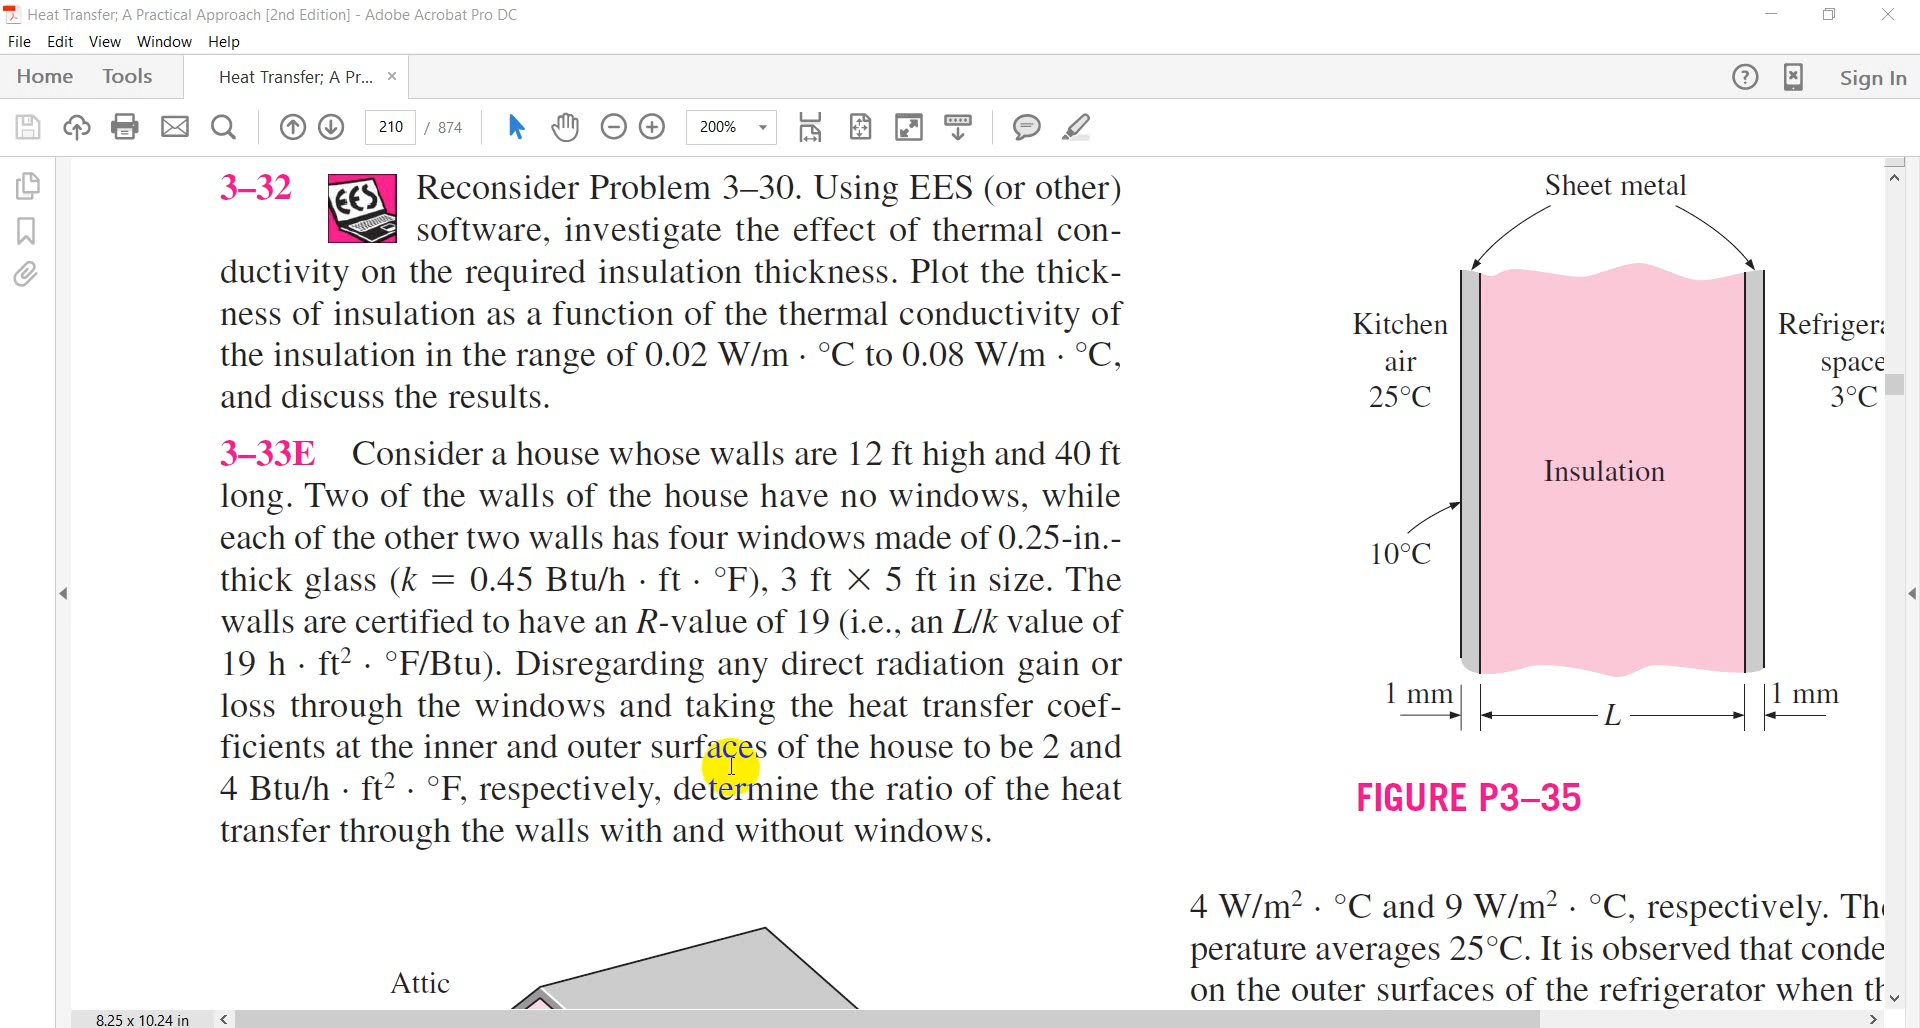 Heat Transfer; A Practical Approach [2nd Edition] - Adobe Acrobat Pro DC
File Edit View Window Help
Home Tools Heat Transfer; A Pr... × Sign In
210 / 874 200%
3–32 EES Reconsider Problem 3–30. Using EES (or other)
software, investigate the effect of thermal con-
ductivity on the required insulation thickness. Plot the thick-
ness of insulation as a function of the thermal conductivity of
the insulation in the range of 0.02 W/m · °C to 0.08 W/m · °C,
and discuss the results.
3–33E Consider a house whose walls are 12 ft high and 40 ft
long. Two of the walls of the house have no windows, while
each of the other two walls has four windows made of 0.25-in.-
thick glass (k = 0.45 Btu/h · ft · °F), 3 ft × 5 ft in size. The
walls are certified to have an R-value of 19 (i.e., an L/k value of
19 h · ft² · °F/Btu). Disregarding any direct radiation gain or
loss through the windows and taking the heat transfer coef-
ficients at the inner and outer surfaces of the house to be 2 and
4 Btu/h · ft² · °F, respectively, determine the ratio of the heat
transfer through the walls with and without windows.
Attic
Sheet metal
Kitchen
air
25°C
Refrigera
space
3°C
Insulation
10°C
1 mm L 1 mm
FIGURE P3–35
4 W/m² · °C and 9 W/m² · °C, respectively. The
perature averages 25°C. It is observed that conde
on the outer surfaces of the refrigerator when th
8.25 x 10.24 in